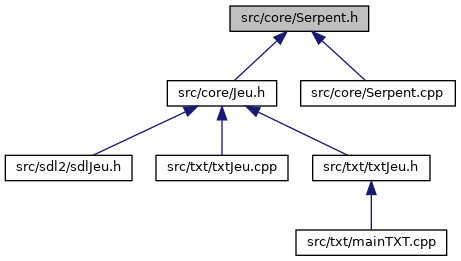 src/core/Serpent.h
src/core/Jeu.h
src/core/Serpent.cpp
src/sdl2/sdlJeu.h
src/txt/txtJeu.cpp
src/txt/txtJeu.h
src/txt/mainTXT.cpp